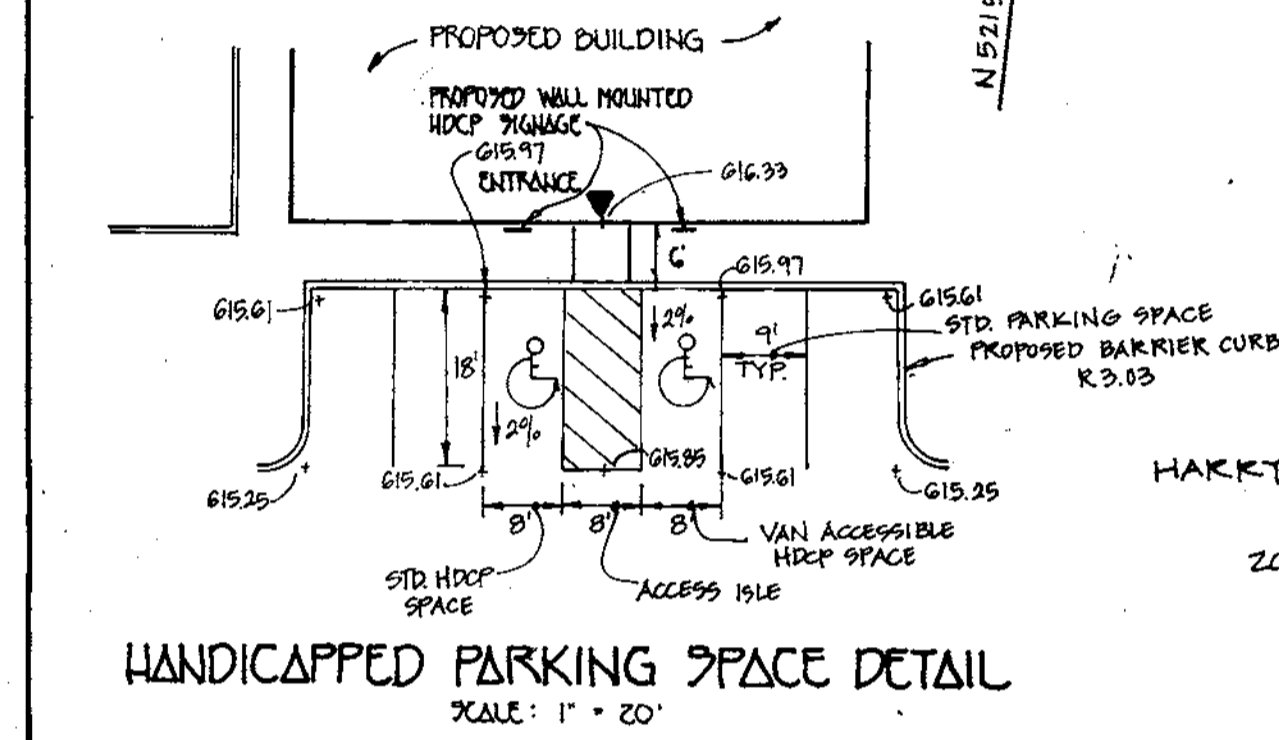 N 5219
PROPOSED BUILDING
PROPOSED WALL MOUNTED
HDCP SIGNAGE
615.97
ENTRANCE
616.33
6'
615.97
615.61
615.61
STD. PARKING SPACE
PROPOSED BARRIER CURB
R3.03
2%
9'
TYP.
18'
2%
615.85
615.61
615.61
615.25
615.25
HARRY
8'
8'
8'
VAN ACCESSIBLE
HDCP SPACE
STD. HDCP
SPACE
ACCESS ISLE
HANDICAPPED PARKING SPACE DETAIL
SCALE: 1" = 20'